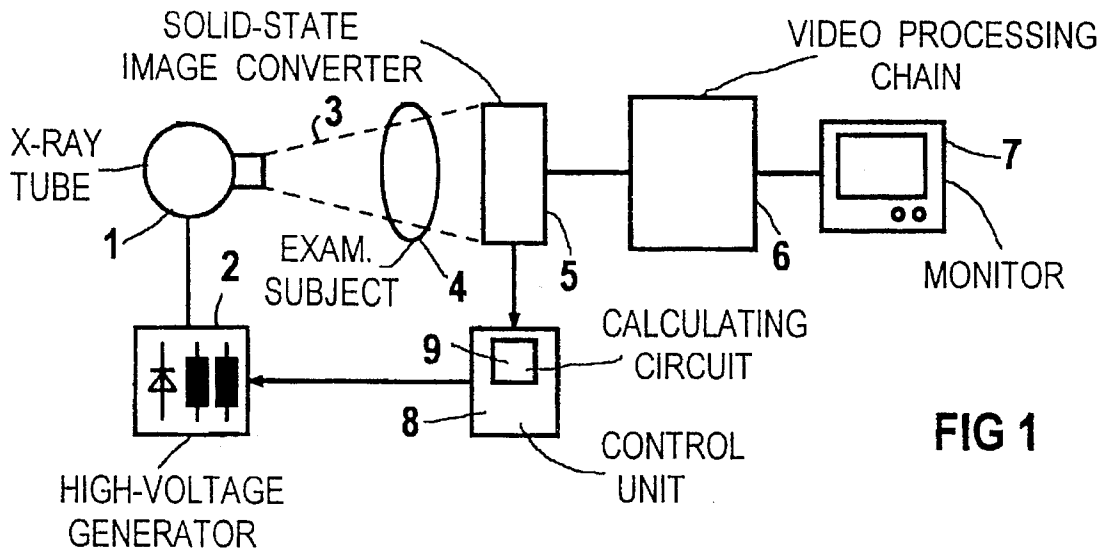 SOLID-STATE
IMAGE CONVERTER
VIDEO PROCESSING
CHAIN
3
X-RAY
TUBE
7
1
2
EXAM.
SUBJECT
4
5
6
MONITOR
9
CALCULATING
CIRCUIT
8
CONTROL
UNIT
FIG 1
HIGH-VOLTAGE
GENERATOR